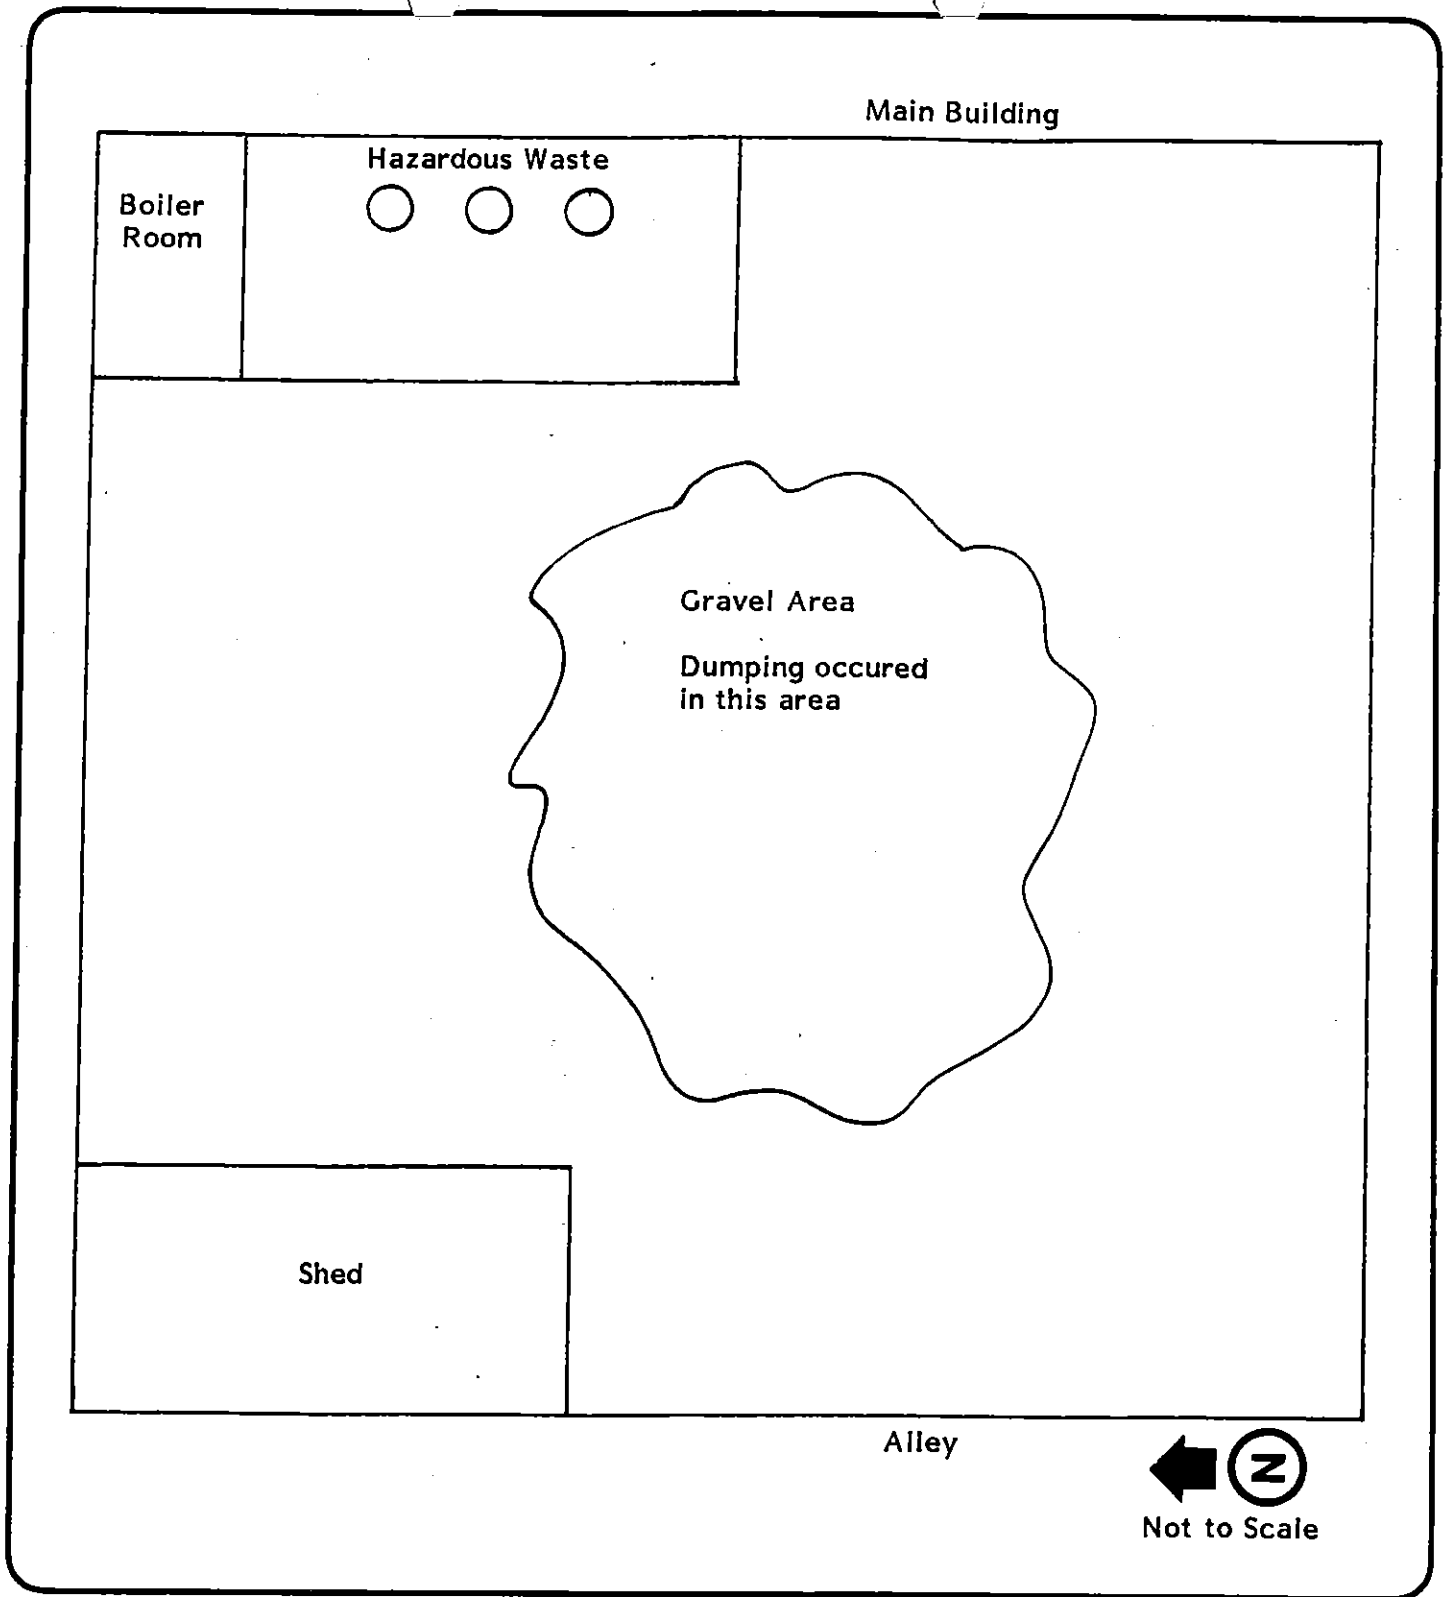 Main Building
Hazardous Waste
Boiler
Room
Gravel Area
Dumping occured
in this area
Shed
Alley
N
Not to Scale